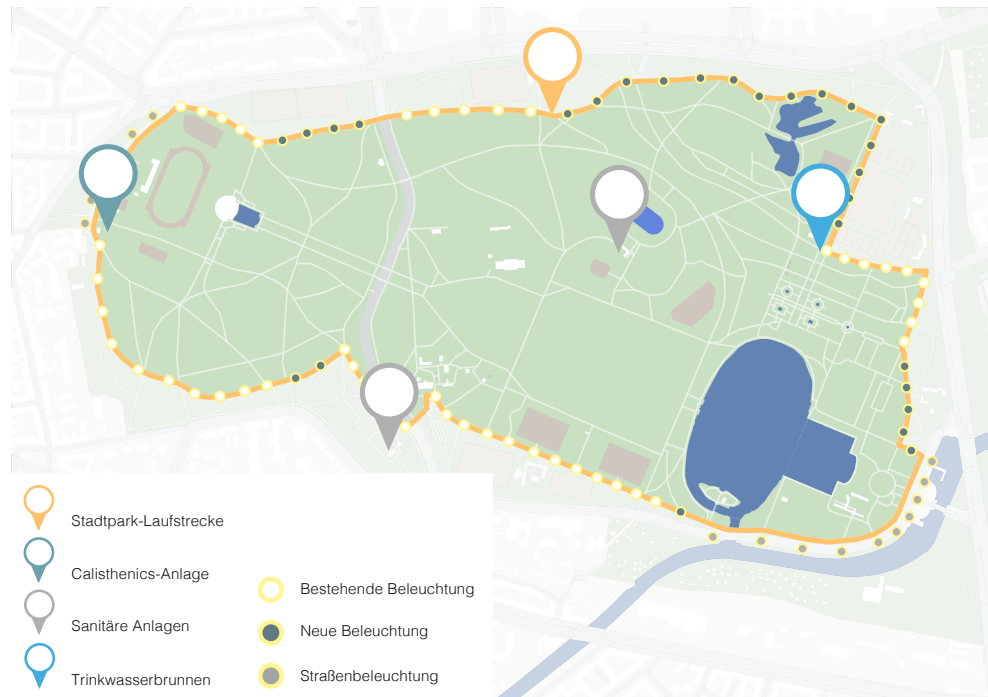 Stadtpark-Laufstrecke
Calisthenics-Anlage
Sanitäre Anlagen
Trinkwasserbrunnen
Bestehende Beleuchtung
Neue Beleuchtung
Straßenbeleuchtung